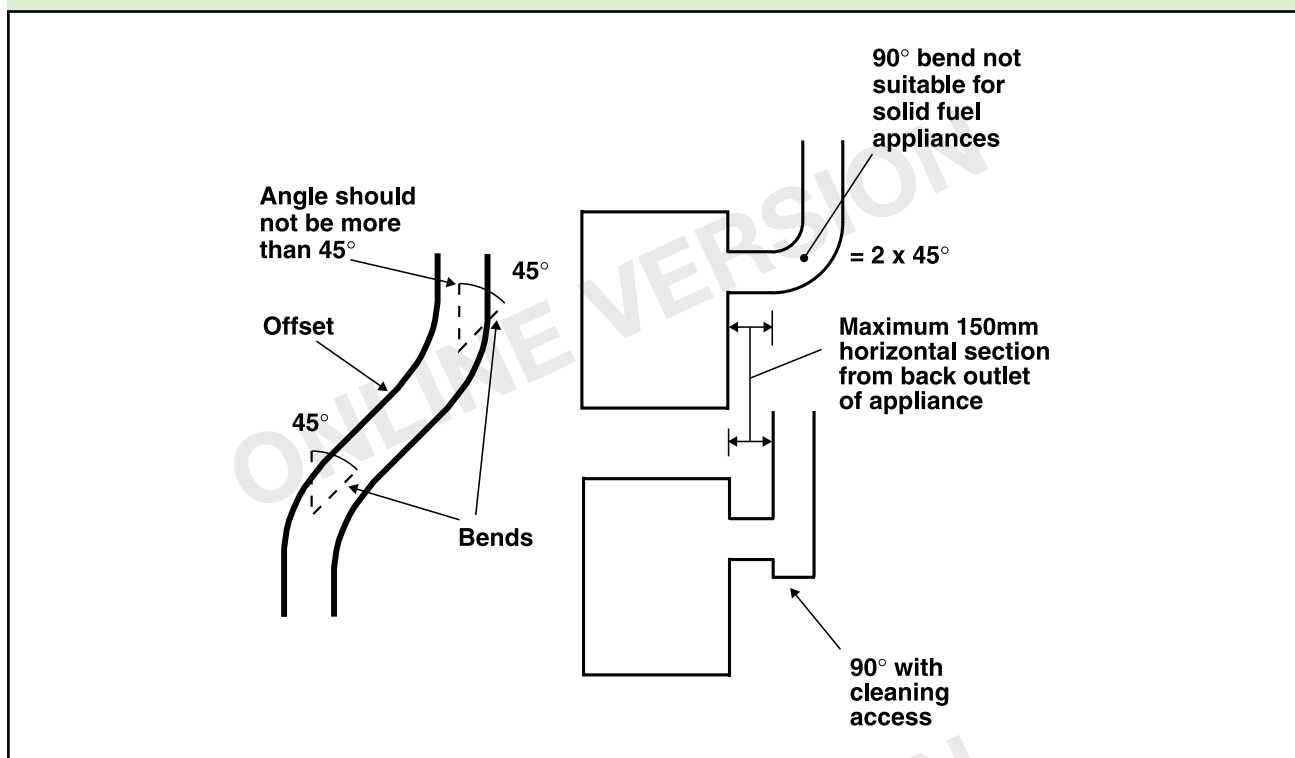 90° bend not
suitable for
solid fuel
appliances
Angle should
not be more
than 45°
45°
= 2 x 45°
Offset
Maximum 150mm
horizontal section
from back outlet
of appliance
45°
Bends
90° with
cleaning
access
ONLINE VERSION